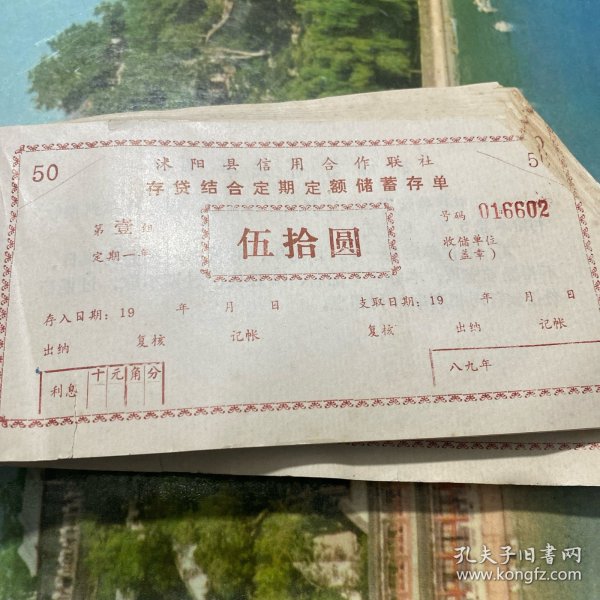 50
5
沭阳县信用合作联社
存贷结合定期定额储蓄存单
第壹组
号码 016602
定期一年
伍拾圆
收储单位
(盖章)
存入日期：19 年 月 日
支取日期：19 年 月 日
出纳 复核 记帐
复核 出纳 记帐
利息 十 元 角 分
八九年
孔夫子旧书网
www.kongfz.com